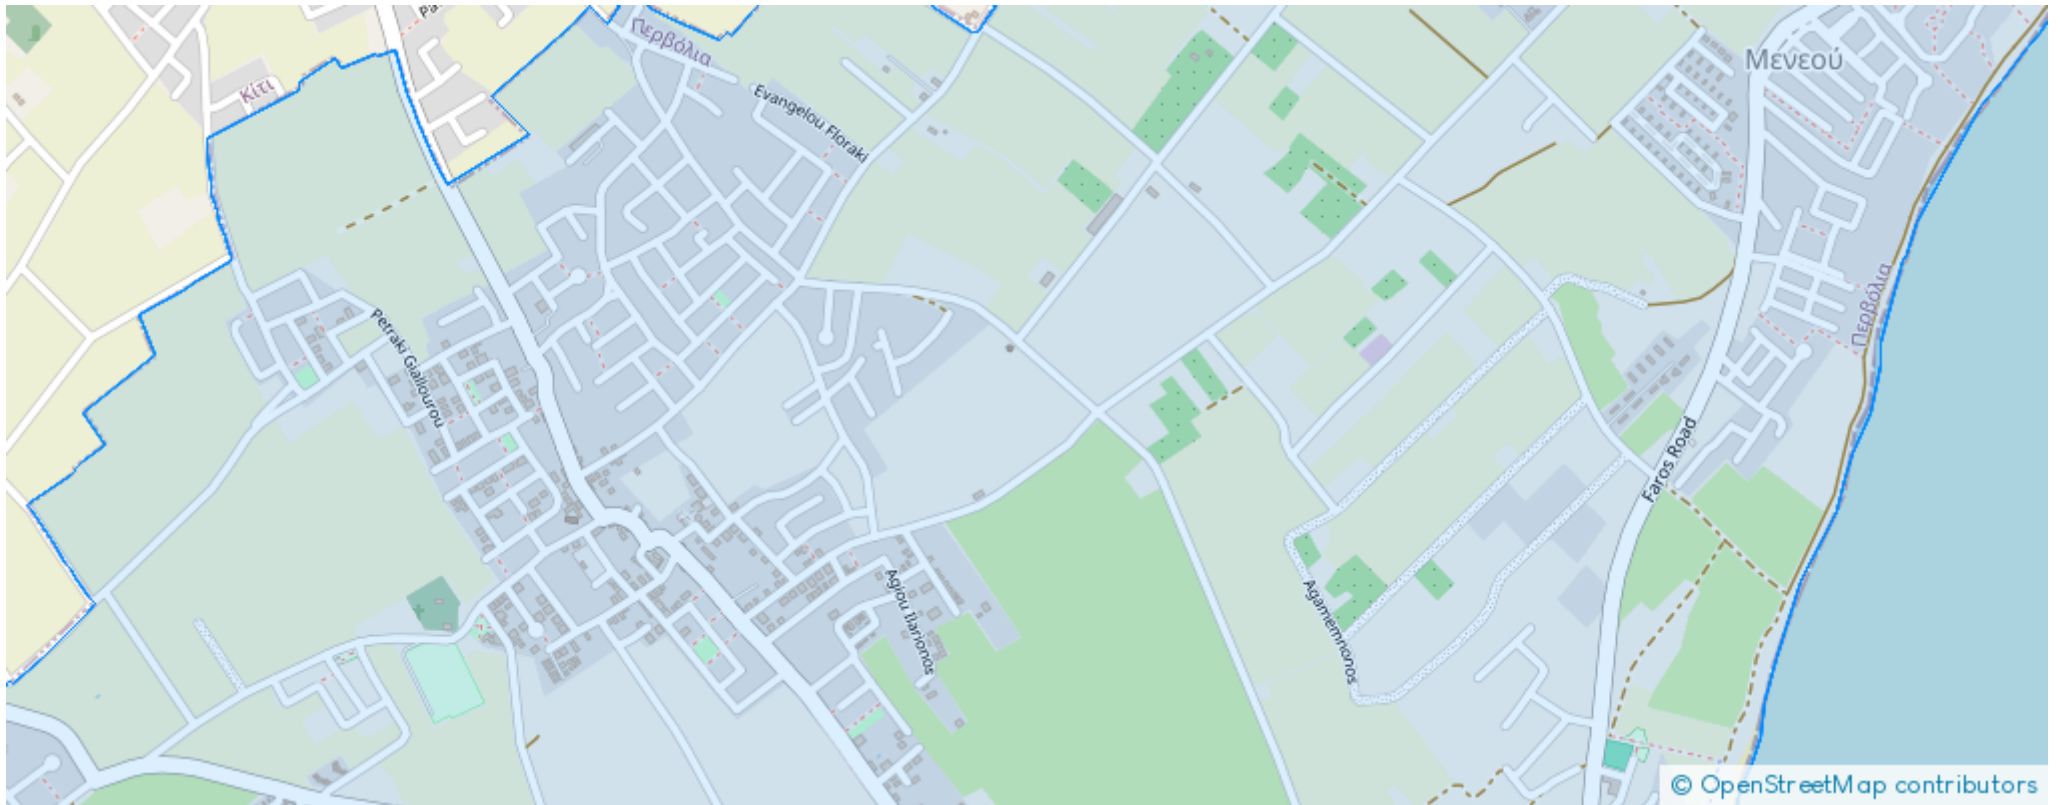 Περβόλια
Μενεού
Κίτι
Evangelou Floraki
Περβόλια
Petraki Giallourou
Faros Road
Agiou Ilarionos
Agamemnonos
© OpenStreetMap contributors